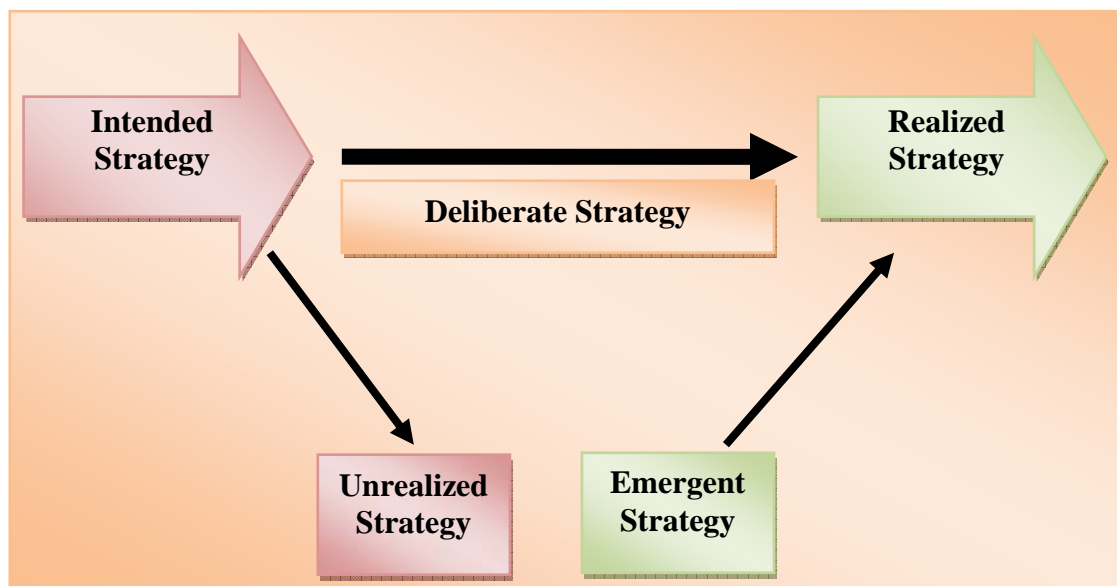 Intended
Strategy
Realized
Strategy
Deliberate Strategy
Unrealized
Strategy
Emergent
Strategy